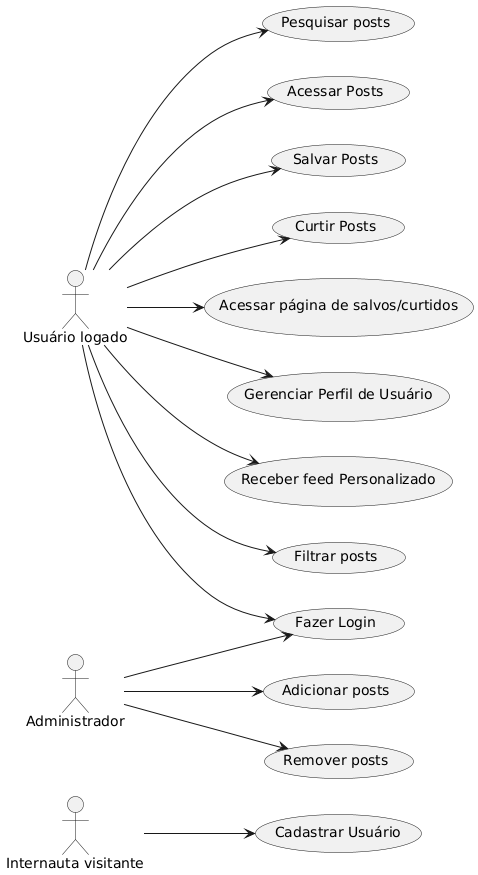 Pesquisar posts
Acessar Posts
Salvar Posts
Curtir Posts
Acessar página de salvos/curtidos
Usuário logado
Gerenciar Perfil de Usuário
Receber feed Personalizado
Filtrar posts
Fazer Login
Adicionar posts
Administrador
Remover posts
Cadastrar Usuário
Internauta visitante